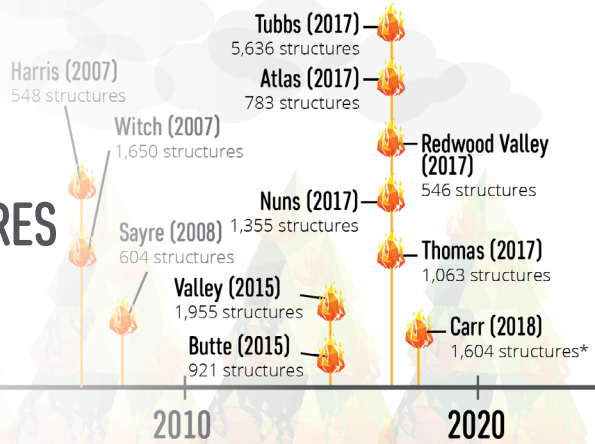 Tubbs (2017)
5,636 structures
Atlas (2017)
783 structures
Harris (2007)
548 structures
Witch (2007)
1,650 structures
Redwood Valley
(2017)
546 structures
RES
Nuns (2017)
1,355 structures
Sayre (2008)
604 structures
Thomas (2017)
1,063 structures
Valley (2015)
1,955 structures
Carr (2018)
1,604 structures*
Butte (2015)
921 structures
2010
2020